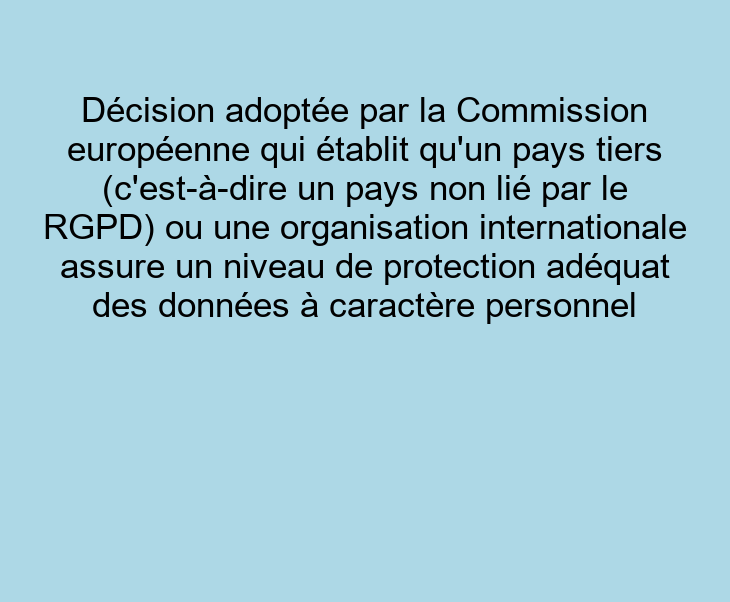 Décision adoptée par la Commission
européenne qui établit qu'un pays tiers
(c'est-à-dire un pays non lié par le
RGPD) ou une organisation internationale
assure un niveau de protection adéquat
des données à caractère personnel